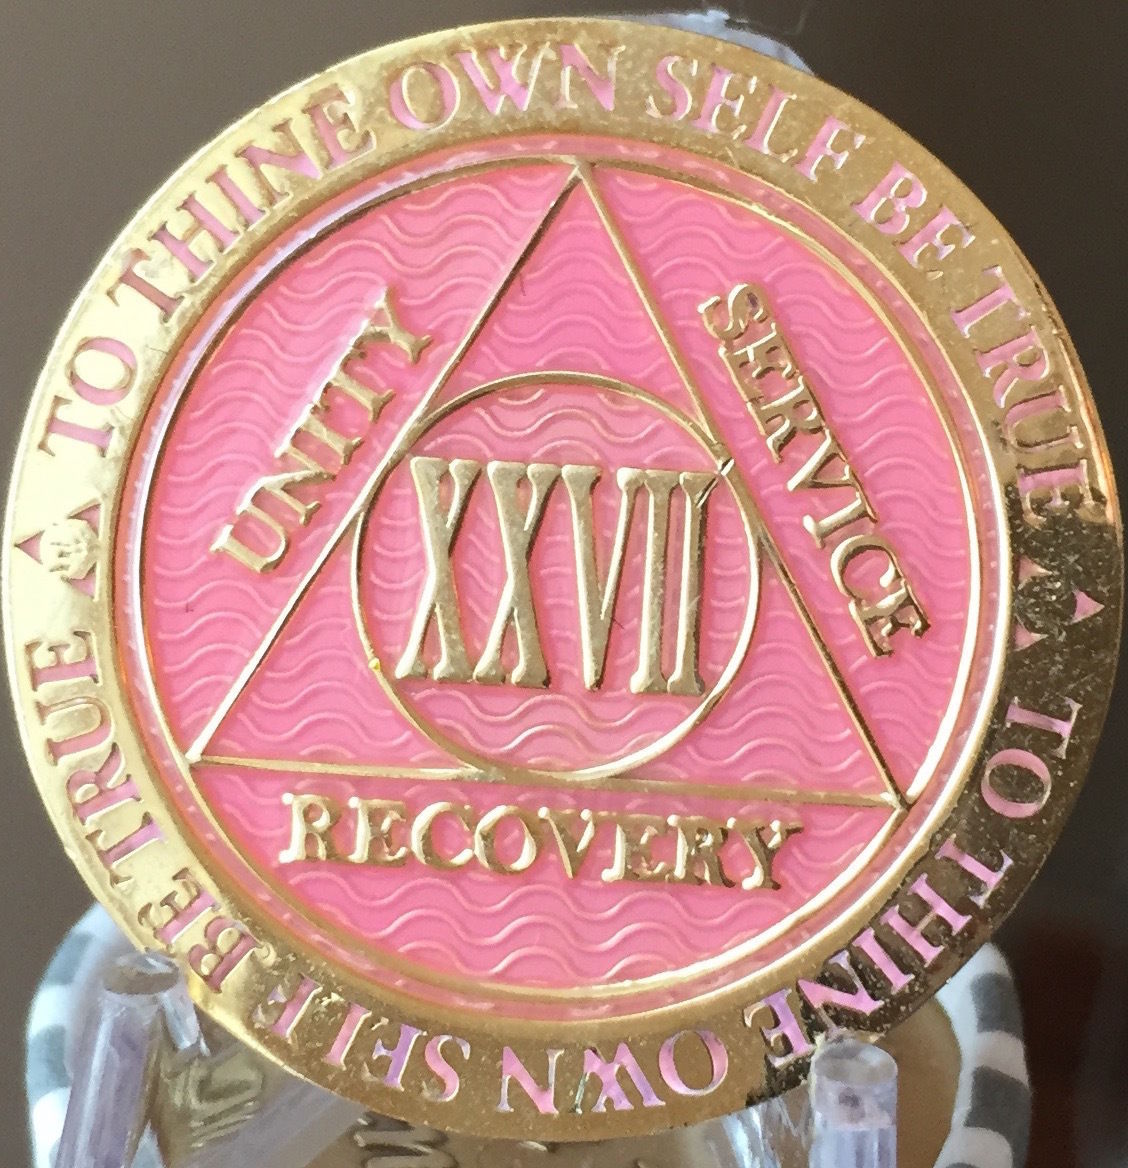 TO THINE OWN SELF BE TRUE
TO THINE OWN SELF BE TRUE
UNITY
SERVICE
XXVII
RECOVERY